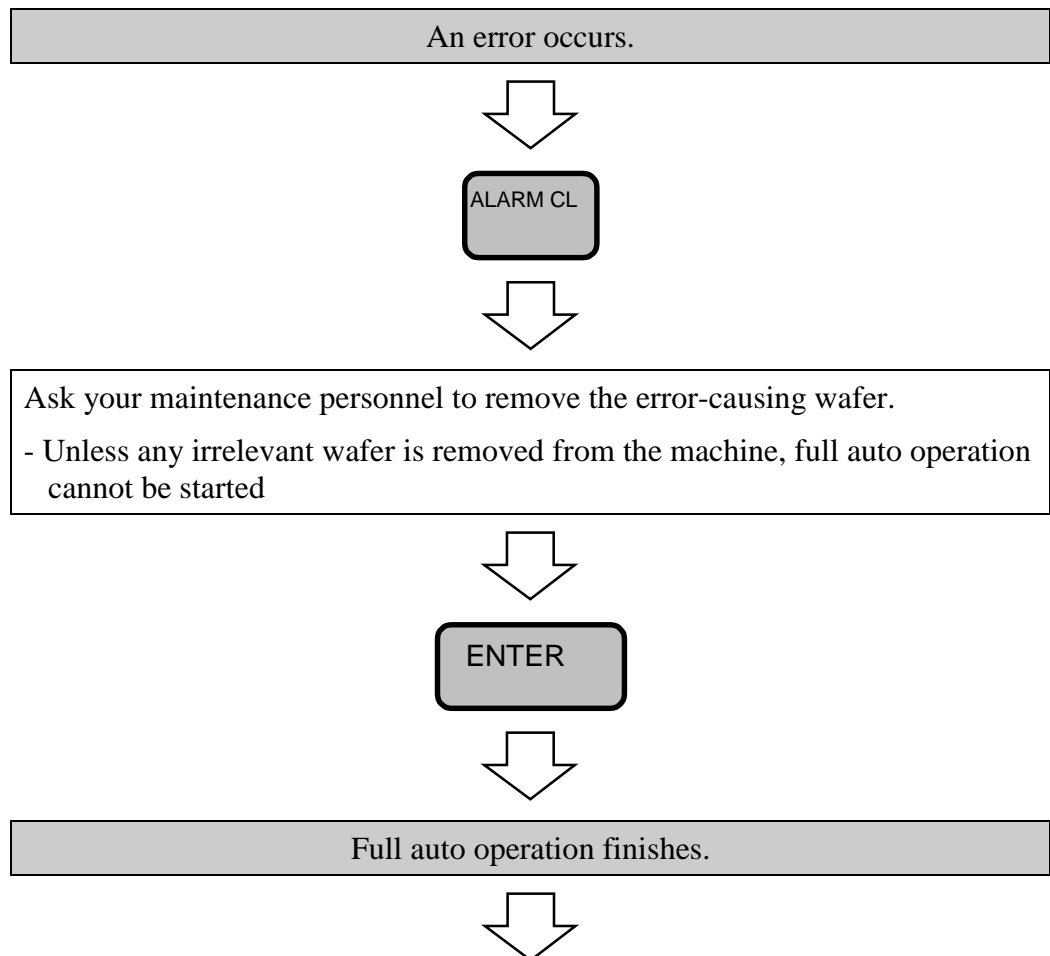 An error occurs.
ALARM CL
Ask your maintenance personnel to remove the error-causing wafer.
- Unless any irrelevant wafer is removed from the machine, full auto operation
cannot be started
ENTER
Full auto operation finishes.